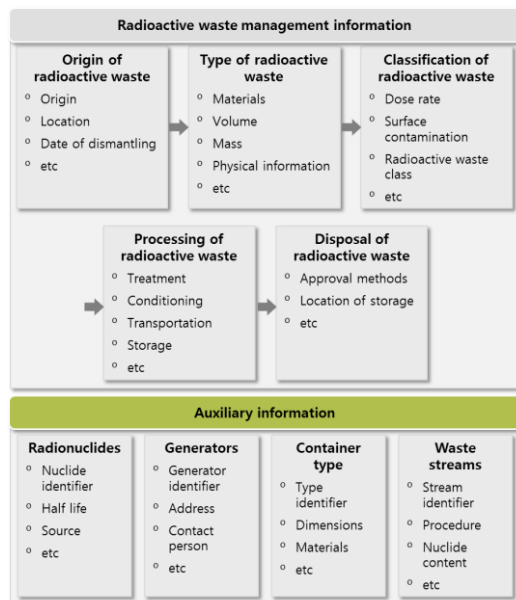 Radioactive waste management information
Origin of
radioactive waste
º Origin
º Location
º Date of dismantling
º etc
Type of radioactive
waste
º Materials
º Volume
º Mass
º Physical information
º etc
Classification of
radioactive waste
º Dose rate
º Surface
contamination
º Radioactive waste
class
º etc
Processing of
radioactive waste
º Treatment
º Conditioning
º Transportation
º Storage
º etc
Disposal of
radioactive waste
º Approval methods
º Location of storage
º etc
Auxiliary information
Radionuclides
º Nuclide
identifier
º Half life
º Source
º etc
Generators
º Generator
identifier
º Address
º Contact
person
º etc
Container
type
º Type
identifier
º Dimensions
º Materials
º etc
Waste
streams
º Stream
identifier
º Procedure
º Nuclide
content
º etc